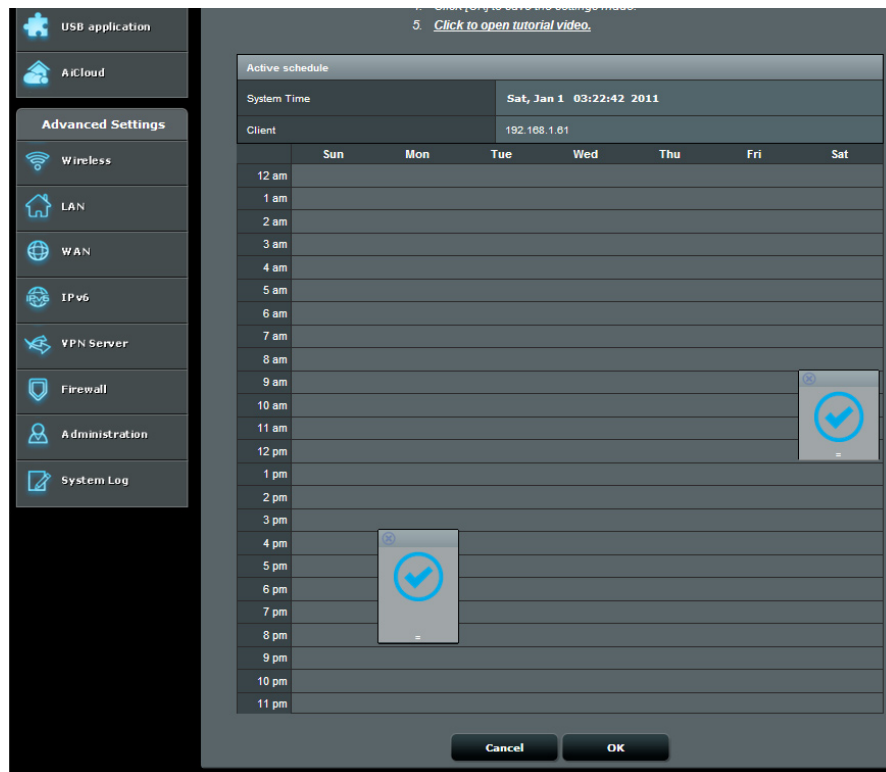 USB application
AiCloud
Advanced Settings
Wireless
LAN
WAN
IPv6
VPN Server
Firewall
Administration
System Log
5. Click to open tutorial video.
Active schedule
System Time Sat, Jan 1 03:22:42 2011
Client 192.168.1.61
Sun Mon Tue Wed Thu Fri Sat
12 am
1 am
2 am
3 am
4 am
5 am
6 am
7 am
8 am
9 am
10 am
11 am
12 pm
1 pm
2 pm
3 pm
4 pm
5 pm
6 pm
7 pm
8 pm
9 pm
10 pm
11 pm
Cancel OK